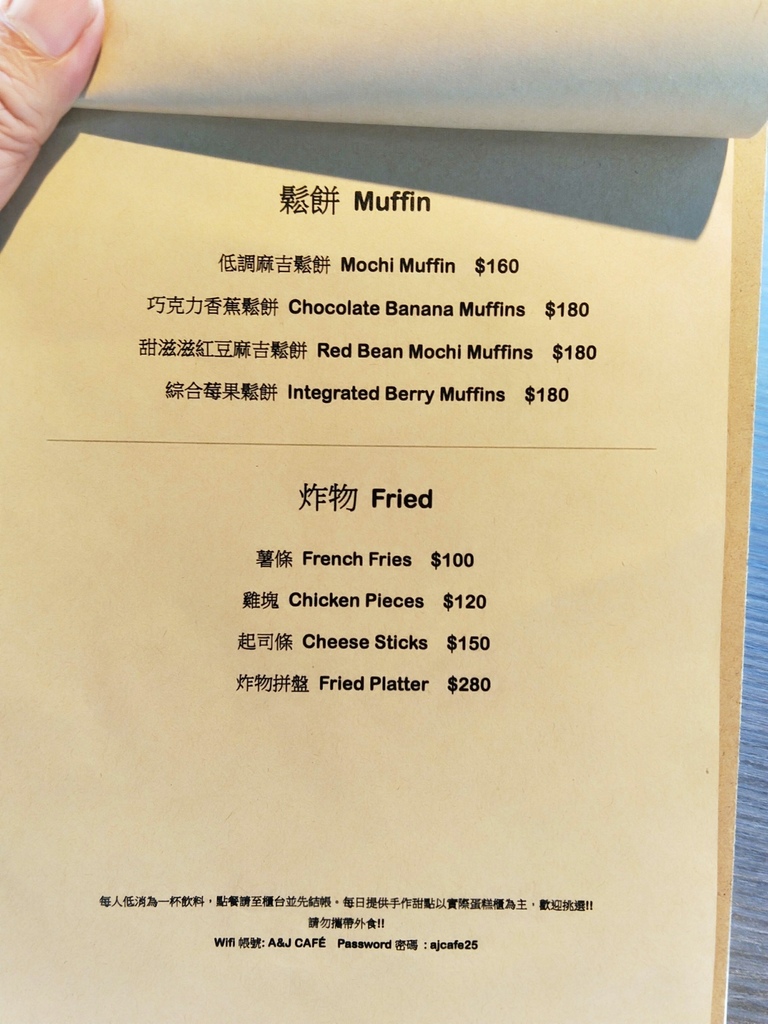 鬆餅 Muffin
低調麻吉鬆餅 Mochi Muffin $160
巧克力香蕉鬆餅 Chocolate Banana Muffins $180
甜滋滋紅豆麻吉鬆餅 Red Bean Mochi Muffins $180
綜合莓果鬆餅 Integrated Berry Muffins $180
炸物 Fried
薯條 French Fries $100
雞塊 Chicken Pieces $120
起司條 Cheese Sticks $150
炸物拼盤 Fried Platter $280
每人低消為一杯飲料，點餐請至櫃台並先結帳。每日提供手作甜點以實際蛋糕櫃為主，歡迎挑選!!
請勿攜帶外食!!
Wifi 帳號: A&J CAFÉ Password 密碼 : ajcafe25